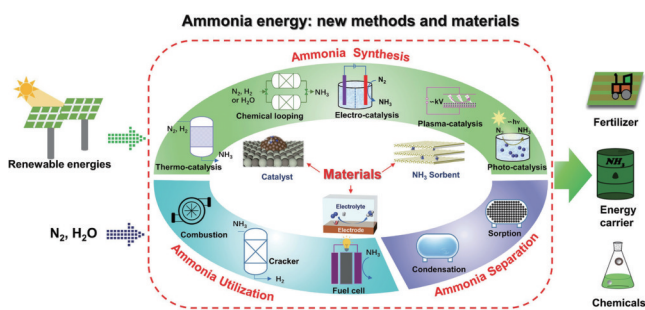 Ammonia energy: new methods and materials
Ammonia Synthesis
Renewable energies
N₂, H₂O
N₂, H₂
NH₃
Thermo-catalysis
N₂, H₂
or H₂O
NH₃
Chemical looping
N₂
NH₃
Electro-catalysis
~kV
Plasma-catalysis
~hν
N₂
NH₃
Photo-catalysis
Catalyst
Materials
NH₃ Sorbent
Electrolyte
Electrode
Combustion
NH₃
Cracker
H₂
NH₃
Fuel cell
Condensation
Sorption
Ammonia Utilization
Ammonia Separation
Fertilizer
NH₃
Energy
carrier
Chemicals